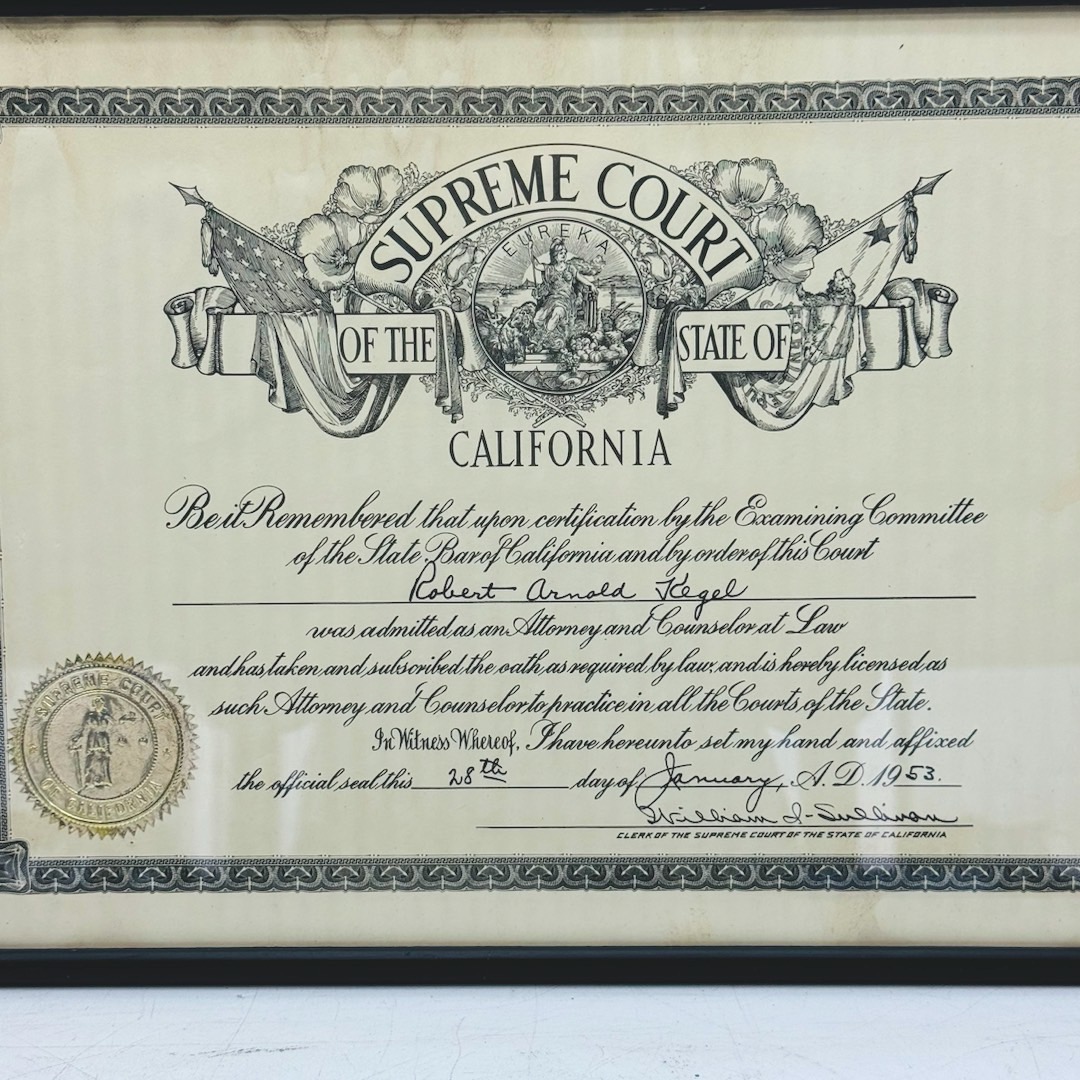 SUPREME COURT
EUREKA
OF THE
STATE OF
CALIFORNIA
Be it Remembered that upon certification by the Examining Committee
of the State Bar of California and by order of this Court
Robert Arnold Kegel
was admitted as an Attorney and Counselor at Law
and has taken and subscribed the oath as required by law; and is hereby licensed as
such Attorney and Counselor to practice in all the Courts of the State.
In Witness Whereof, I have hereunto set my hand and affixed
the official seal this 28th day of January, A.D. 1953.
William I. Sullivan
CLERK OF THE SUPREME COURT OF THE STATE OF CALIFORNIA
SUPREME COURT
OF CALIFORNIA